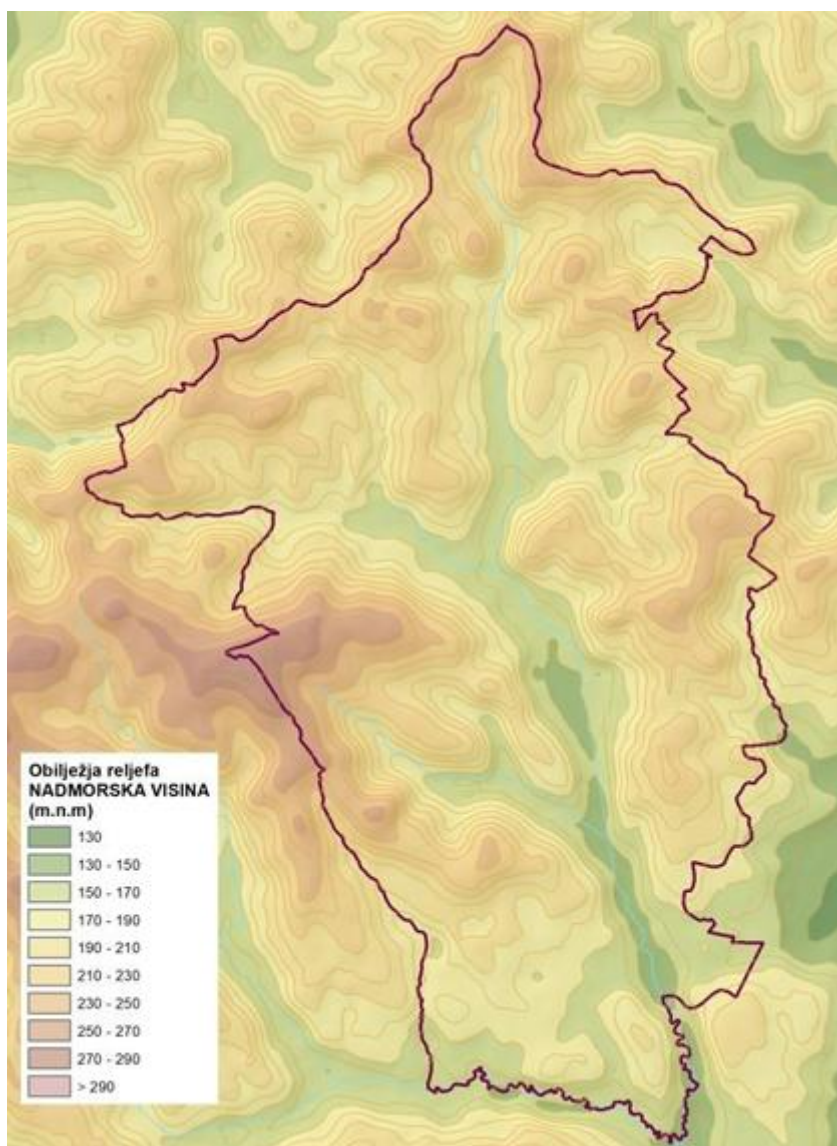 Obilježja reljefa
NADMORSKA VISINA
(m.n.m)
130
130 - 150
150 - 170
170 - 190
190 - 210
210 - 230
230 - 250
250 - 270
270 - 290
> 290